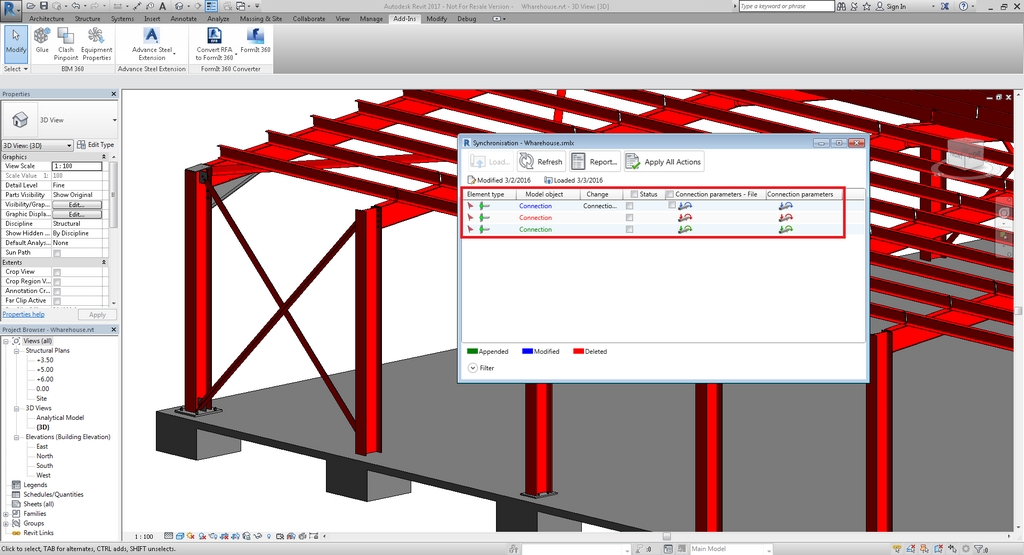 Autodesk Revit 2017 - Not For Resale Version - Wharehouse.rvt - 3D View: {3D}
Type a keyword or phrase
Sign In
Architecture Structure Systems Insert Annotate Analyze Massing & Site Collaborate View Manage Add-Ins Modify Debug
Modify
Glue
Clash Pinpoint
Equipment Properties
Advance Steel Extension
Convert RFA to FormIt 360
FormIt 360
Select BIM 360 Advance Steel Extension FormIt 360 Converter
Properties
3D View
3D View: {3D} Edit Type
Graphics
View Scale 1 : 100
Scale Value 1: 100
Detail Level Fine
Parts Visibility Show Original
Visibility/Grap... Edit...
Graphic Displa... Edit...
Discipline Structural
Show Hidden ... By Discipline
Default Analys... None
Sun Path
Extents
Crop View
Crop Region V...
Annotation Cr...
Far Clip Active
Properties help Apply
Project Browser - Wharehouse.rvt
Views (all)
Structural Plans
+3.50
+5.00
+6.00
0.00
Site
3D Views
Analytical Model
{3D}
Elevations (Building Elevation)
East
North
South
West
Legends
Schedules/Quantities
Sheets (all)
Families
Groups
Revit Links
Synchronisation - Wharehouse.smlx
Load... Refresh Report... Apply All Actions
Modified 3/2/2016 Loaded 3/3/2016
Element type Model object Change Status Connection parameters - File Connection parameters
Connection Connectio...
Connection
Connection
Appended Modified Deleted
Filter
1 : 100
Click to select, TAB for alternates, CTRL adds, SHIFT unselects.
:0
Main Model
:0